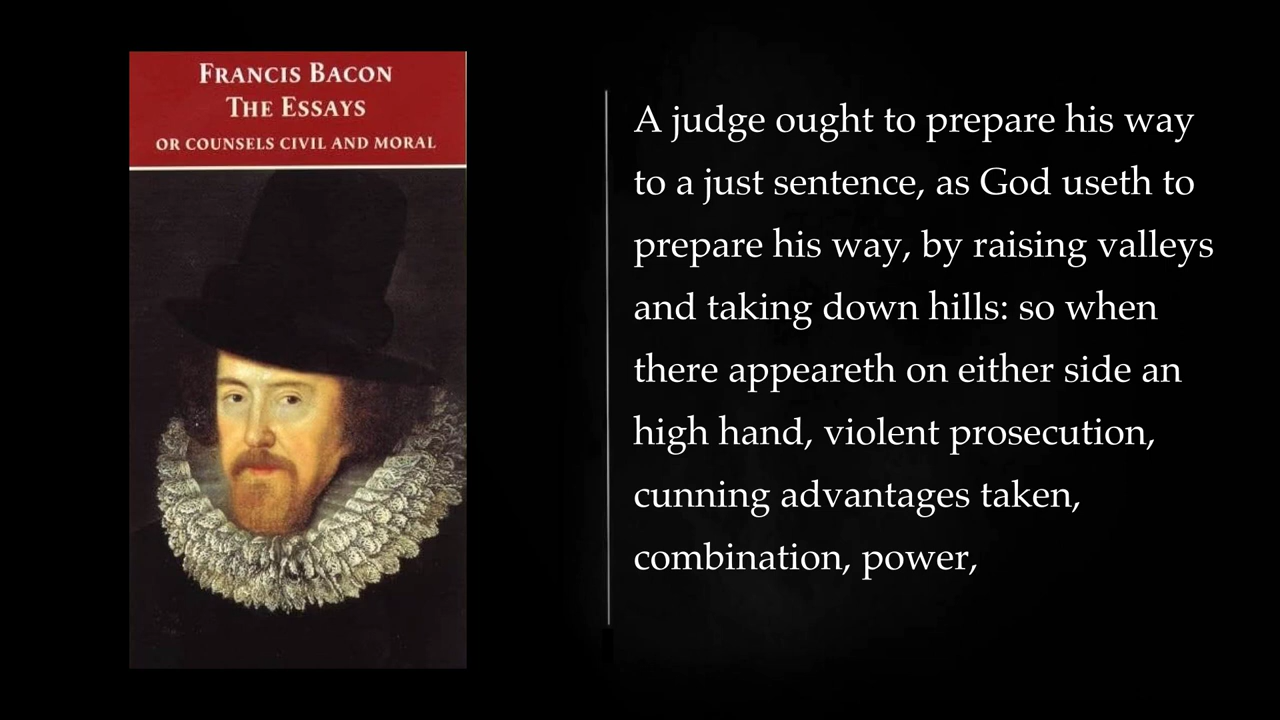 FRANCIS BACON
THE ESSAYS
OR COUNSELS CIVIL AND MORAL
A judge ought to prepare his way
to a just sentence, as God useth to
prepare his way, by raising valleys
and taking down hills: so when
there appeareth on either side an
high hand, violent prosecution,
cunning advantages taken,
combination, power,